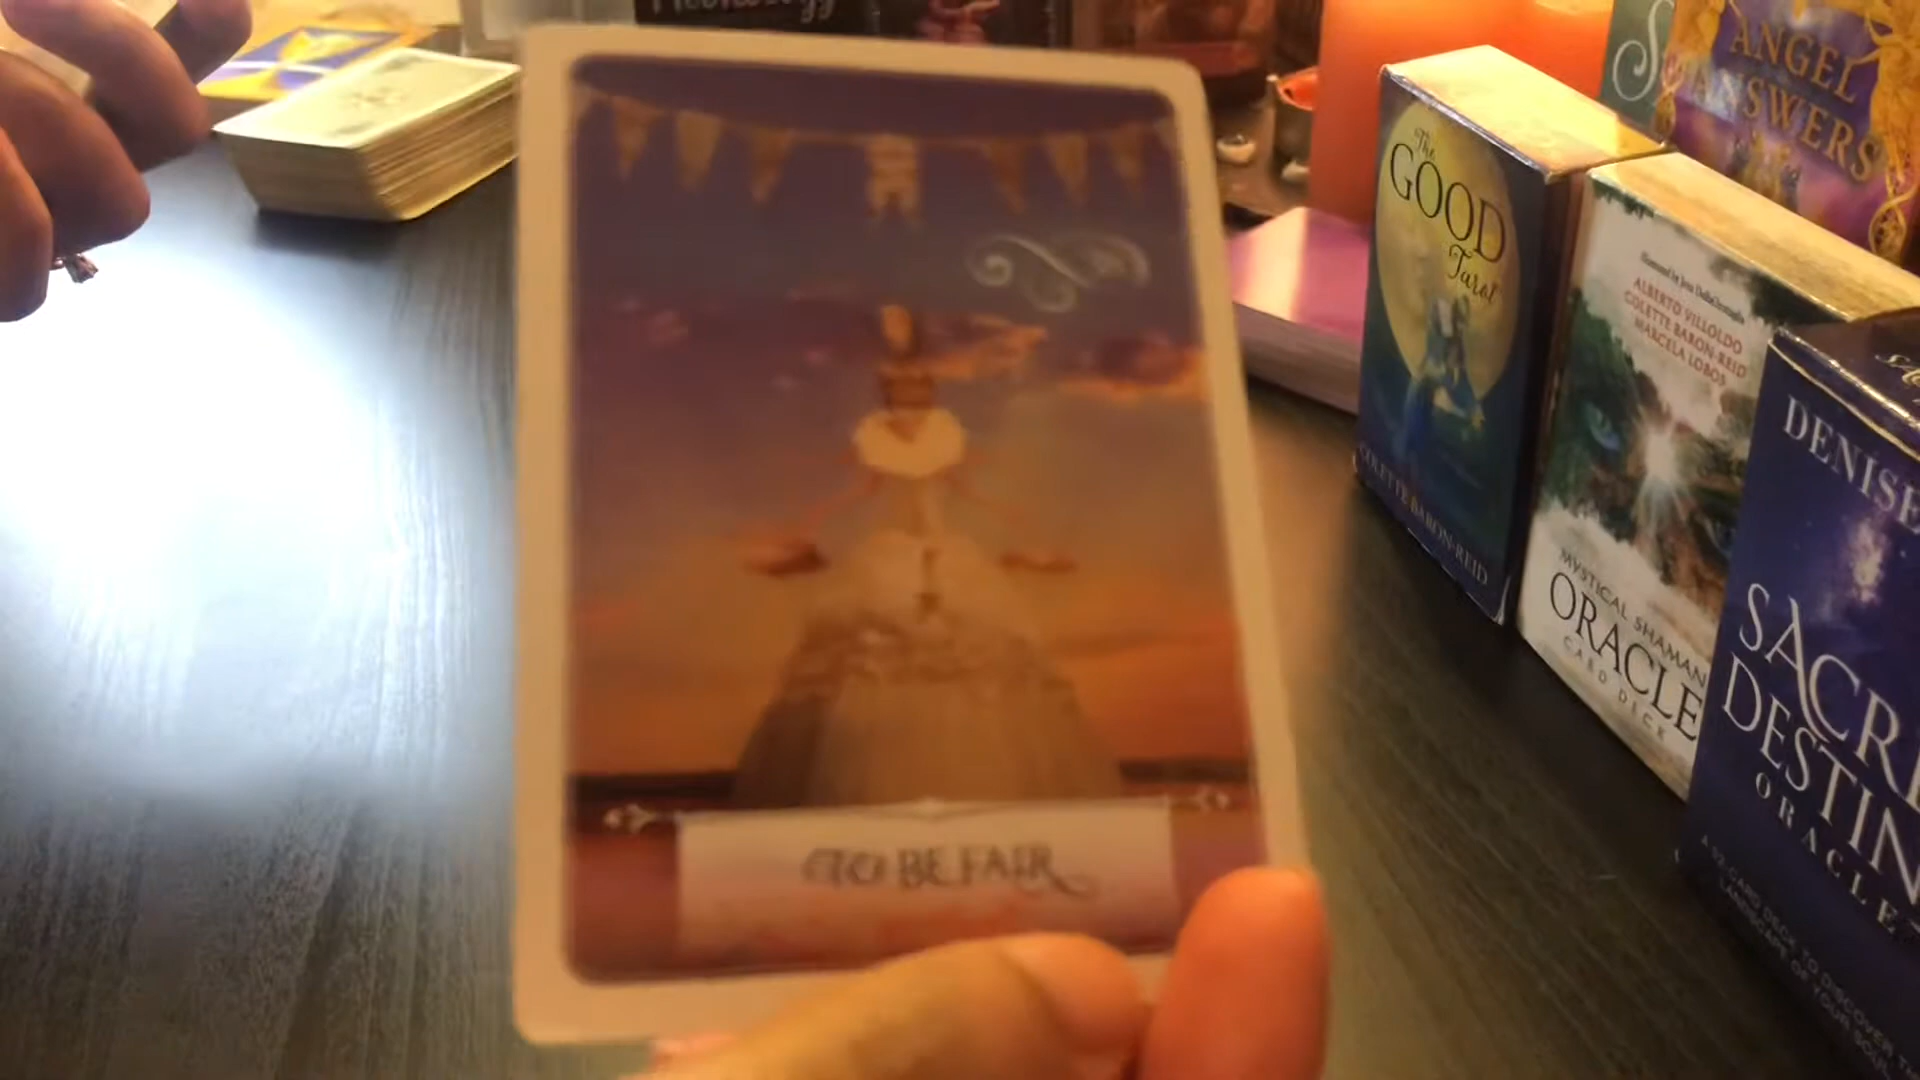 TO BE FAIR
The
GOOD
Tarot
COLETTE BARON-REID
ALBERTO VILLOLDO
COLETTE BARON-REID
MARCELA LOBOS
MYSTICAL SHAMAN
ORACLE
CARD DECK
ANGEL
ANSWERS
DENISE
SACRE
DESTIN
ORACLE